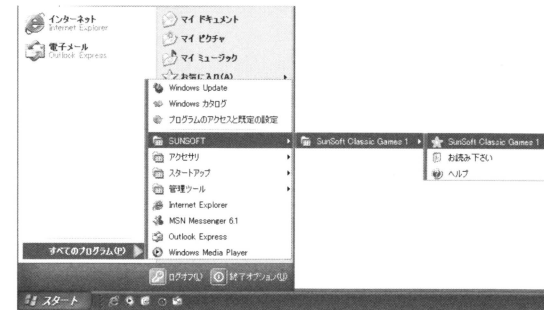 インターネット
Internet Explorer
電子メール
Outlook Express
マイ ドキュメント
マイ ピクチャ
マイ ミュージック
お気に入り(A)
Windows Update
Windows カタログ
プログラムのアクセスと既定の設定
SUNSOFT
アクセサリ
スタートアップ
管理ツール
Internet Explorer
MSN Messenger 6.1
Outlook Express
Windows Media Player
SunSoft Classic Games 1
SunSoft Classic Games 1
お読み下さい
ヘルプ
すべてのプログラム(P)
ログオフ(L)
終了オプション(U)
スタート